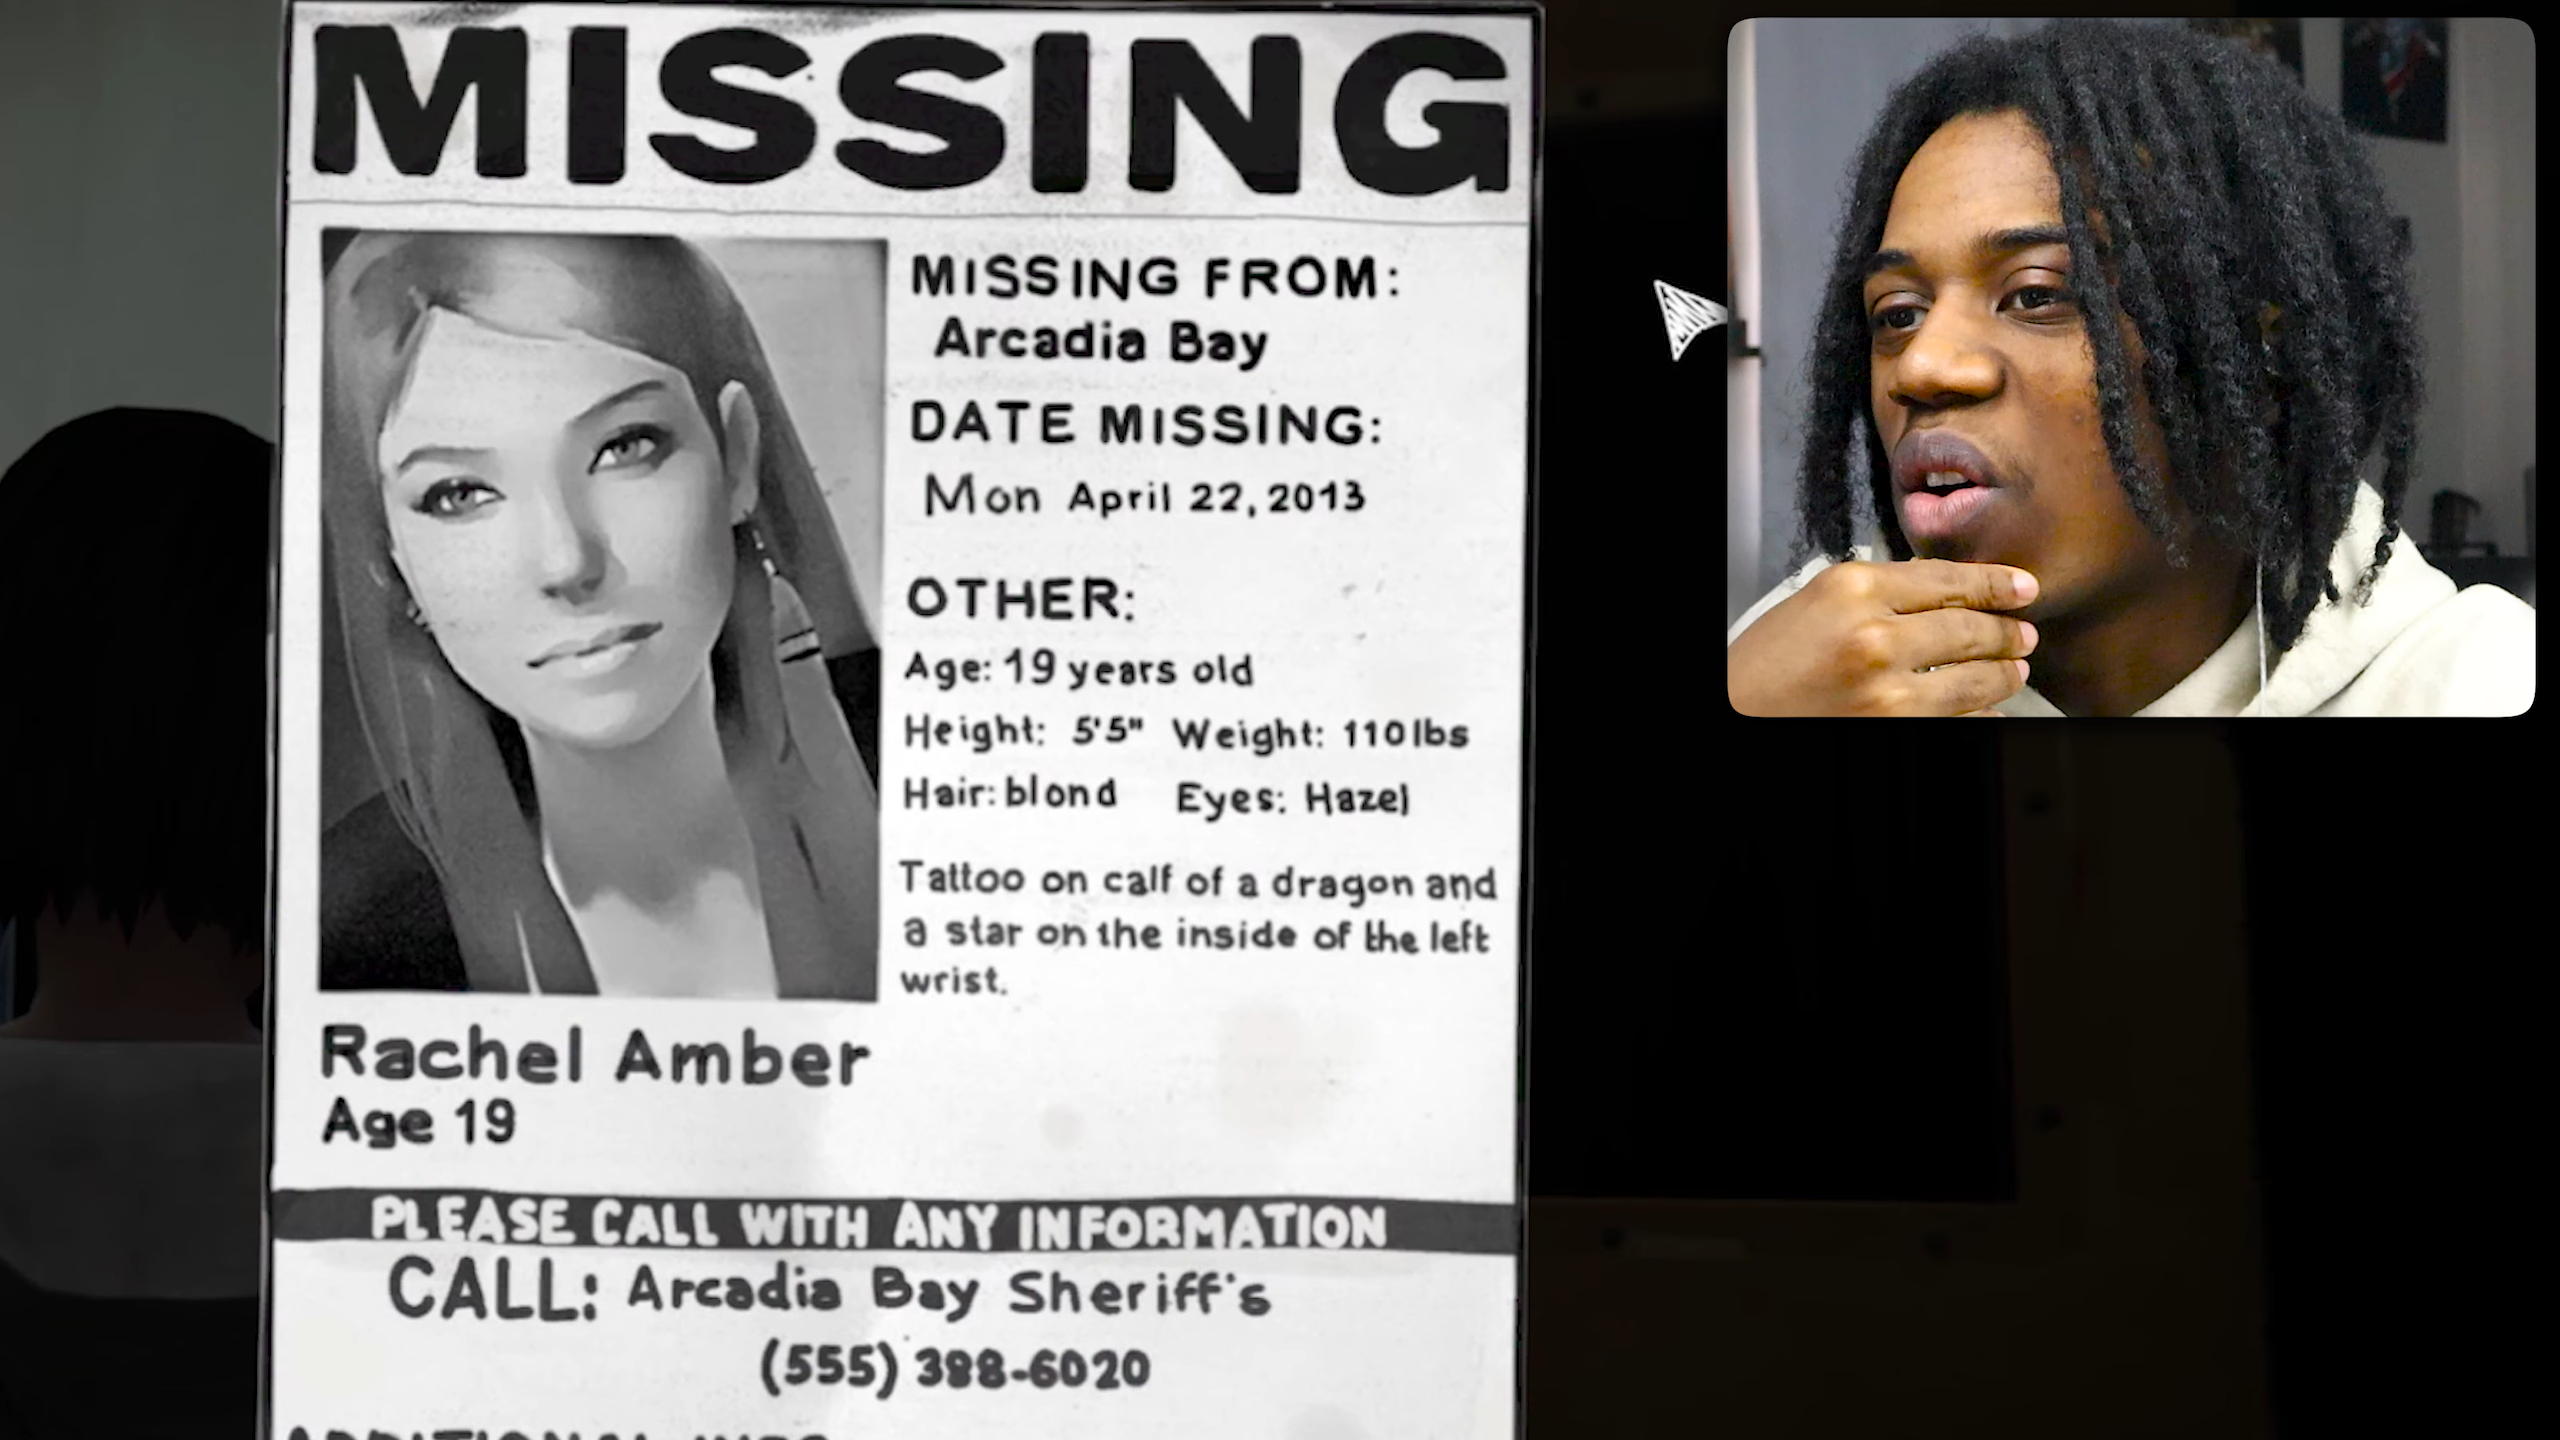 MISSING
MISSING FROM:
Arcadia Bay
DATE MISSING:
Mon April 22, 2013
OTHER:
Age: 19 years old
Height: 5'5" Weight: 110 lbs
Hair: blond Eyes: Hazel
Tattoo on calf of a dragon and
a star on the inside of the left
wrist.
Rachel Amber
Age 19
PLEASE CALL WITH ANY INFORMATION
CALL: Arcadia Bay Sheriff's
(555) 388-6020